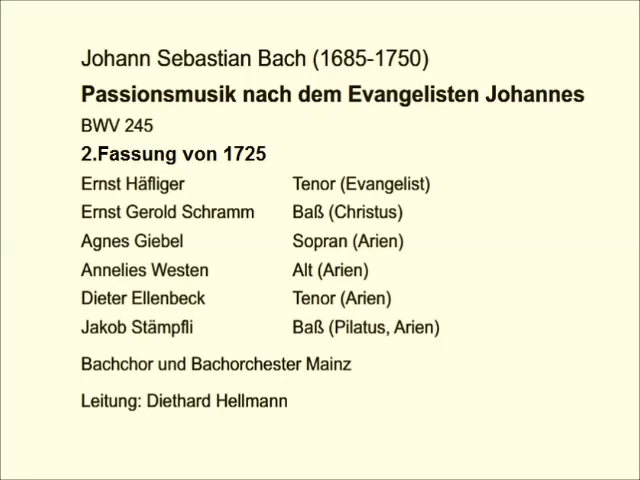 Johann Sebastian Bach (1685-1750)
Passionsmusik nach dem Evangelisten Johannes
BWV 245
2.Fassung von 1725
Ernst Häfliger Tenor (Evangelist)
Ernst Gerold Schramm Baß (Christus)
Agnes Giebel Sopran (Arien)
Annelies Westen Alt (Arien)
Dieter Ellenbeck Tenor (Arien)
Jakob Stämpfli Baß (Pilatus, Arien)
Bachchor und Bachorchester Mainz
Leitung: Diethard Hellmann